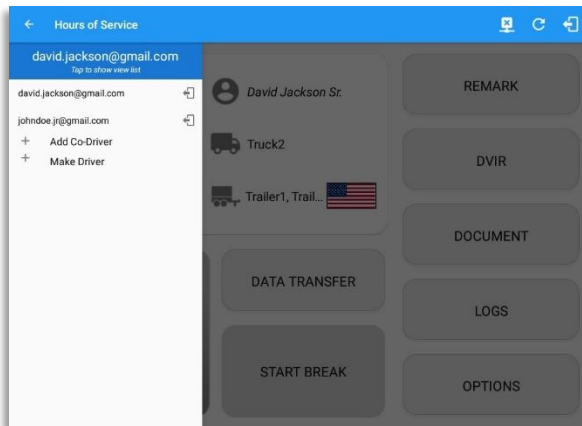 Hours of Service
david.jackson@gmail.com
Tap to show view list
david.jackson@gmail.com
johndoe.jr@gmail.com
+ Add Co-Driver
+ Make Driver
David Jackson Sr.
Truck2
Trailer1, Trail...
DATA TRANSFER
START BREAK
REMARK
DVIR
DOCUMENT
LOGS
OPTIONS